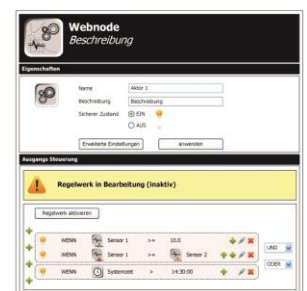 Webnode
Beschreibung
Eigenschaften
Name Aktor 1
Beschreibung Beschreibung
Sicherer Zustand EIN
AUS
Erweiterte Einstellungen anwenden
Ausgangs Steuerung
Regelwerk in Bearbeitung (inaktiv)
Regelwerk aktivieren
WENN Sensor 1 >= 10.0
UND
WENN Sensor 1 >= Sensor 2
ODER
WENN Systemzeit > 14:30:00